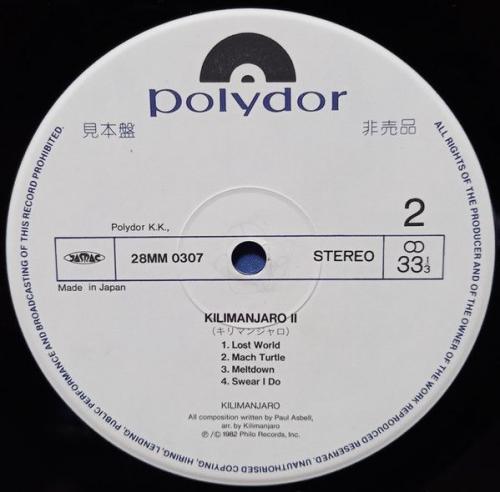 polydor
見本盤
非売品
ALL RIGHTS OF THE PRODUCER AND OF THE OWNER OF THE WORK REPRODUCED RESERVED. UNAUTHORISED COPYING, HIRING, LENDING, PUBLIC PERFORMANCE AND BROADCASTING OF THIS RECORD PROHIBITED.
2
Polydor K.K.,
JASRAC
28MM 0307
STEREO
33 1/3
Made in Japan
KILIMANJARO II
(キリマンジャロ)
1. Lost World
2. Mach Turtle
3. Meltdown
4. Swear I Do
KILIMANJARO
All composition written by Paul Asbell,
arr. by Kilimanjaro
℗/© 1982 Philo Records, Inc.